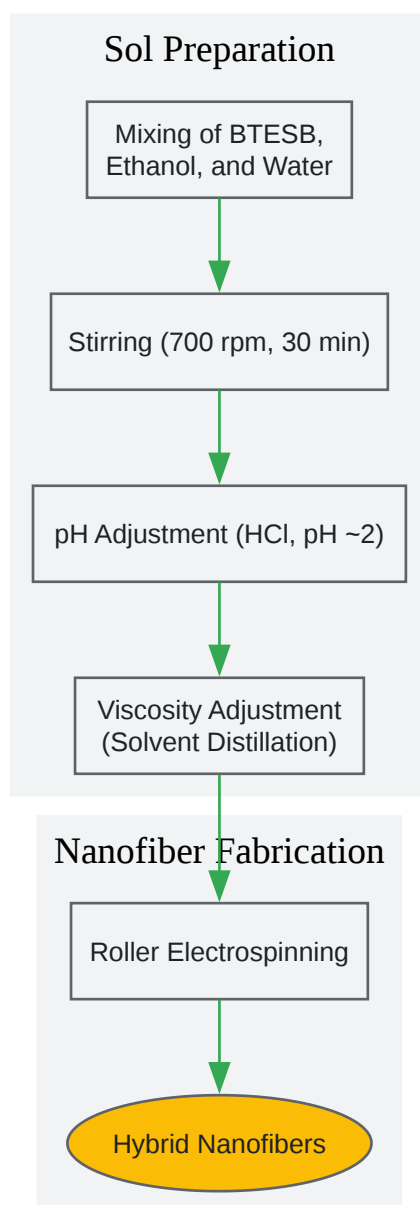 Sol Preparation
Mixing of BTESB,
Ethanol, and Water
Stirring (700 rpm, 30 min)
pH Adjustment (HCl, pH ~2)
Viscosity Adjustment
(Solvent Distillation)
Nanofiber Fabrication
Roller Electrospinning
Hybrid Nanofibers